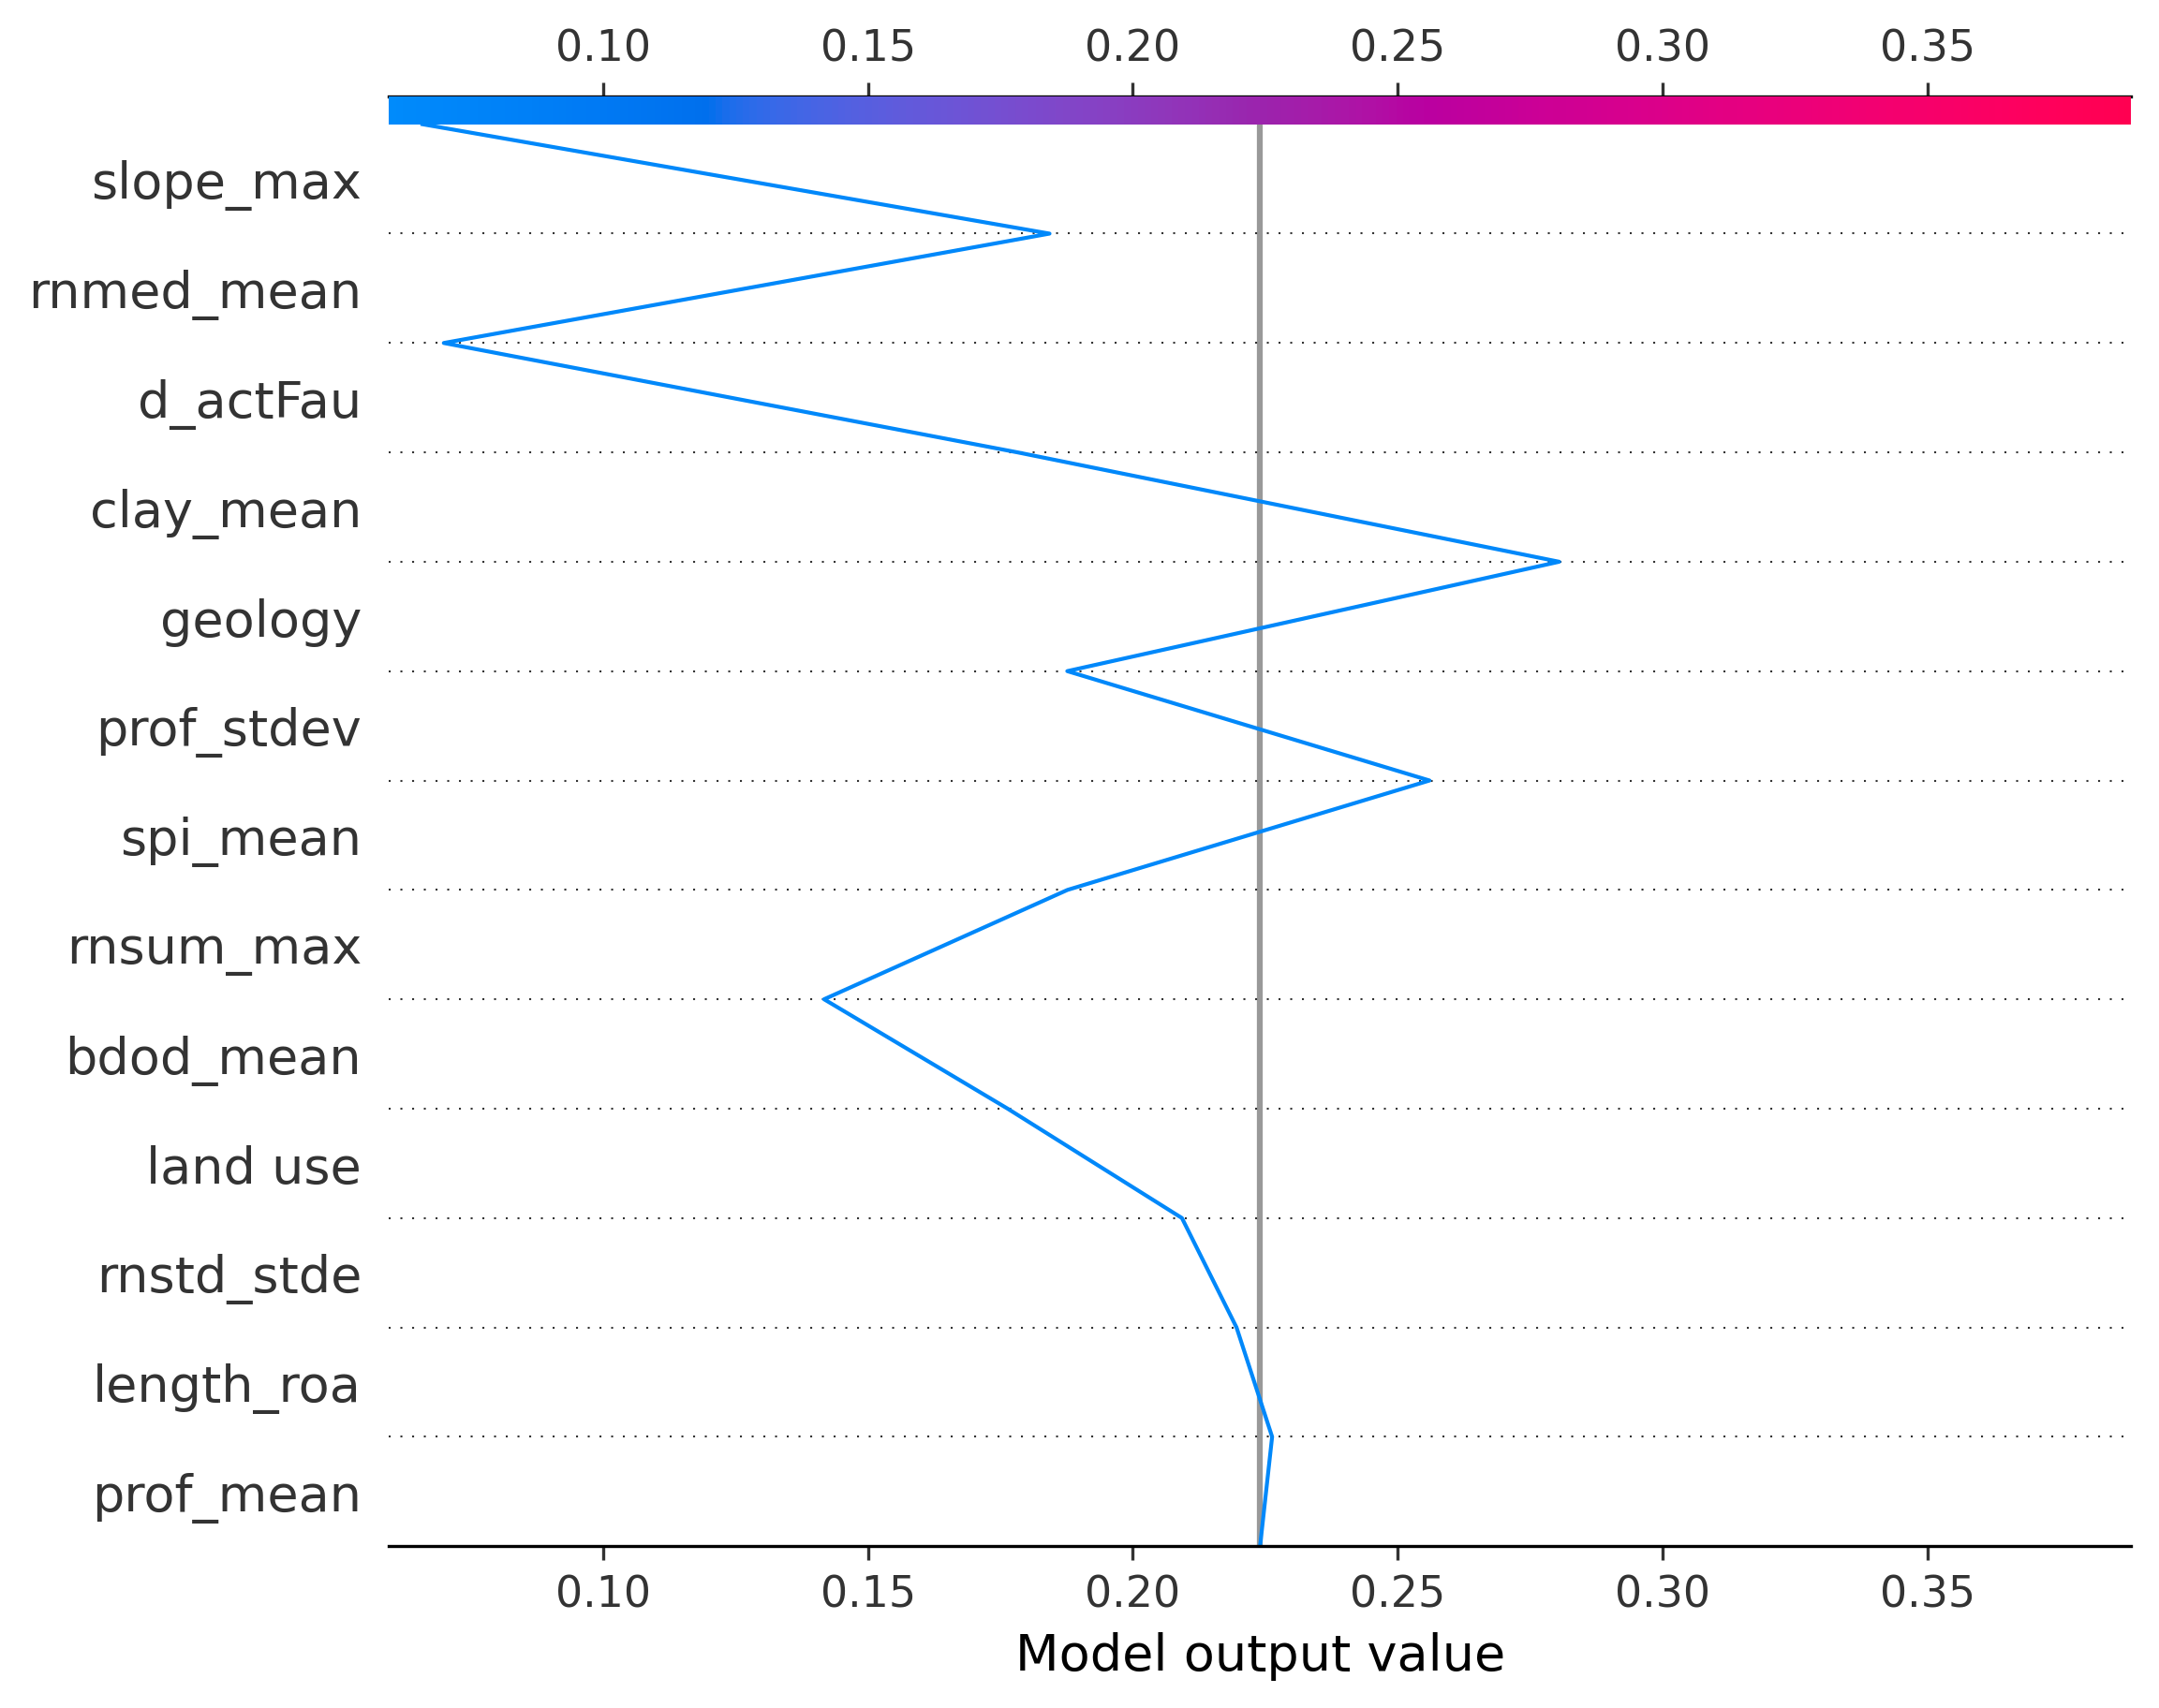 0.10 0.15 0.20 0.25 0.30 0.35
slope_max
rnmed_mean
d_actFau
clay_mean
geology
prof_stdev
spi_mean
rnsum_max
bdod_mean
land use
rnstd_stde
length_roa
prof_mean
0.10 0.15 0.20 0.25 0.30 0.35
Model output value